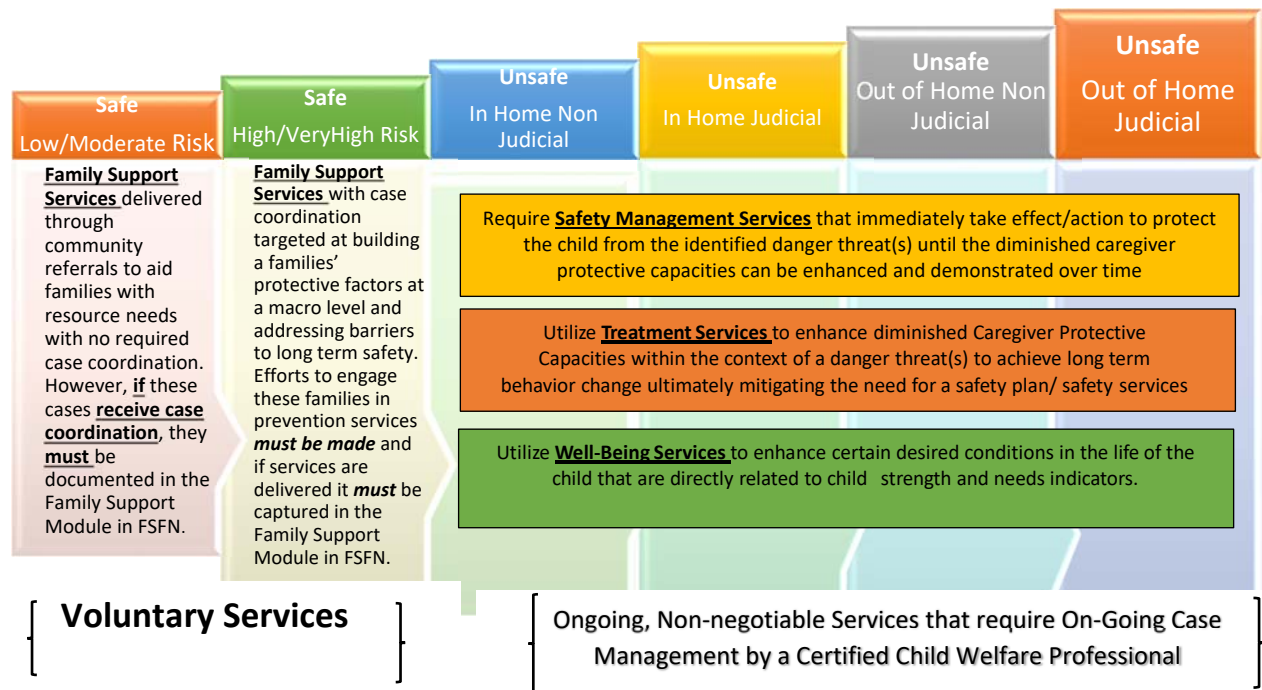 Safe
Low/Moderate Risk
Safe
High/VeryHigh Risk
Unsafe
In Home Non
Judicial
Unsafe
In Home Judicial
Unsafe
Out of Home Non
Judicial
Unsafe
Out of Home
Judicial
Family Support
Services delivered
through
community
referrals to aid
families with
resource needs
with no required
case coordination.
However, if these
cases receive case
coordination, they
must be
documented in the
Family Support
Module in FSFN.
Family Support
Services with case
coordination
targeted at building
a families'
protective factors at
a macro level and
addressing barriers
to long term safety.
Efforts to engage
these families in
prevention services
must be made and
if services are
delivered it must be
captured in the
Family Support
Module in FSFN.
Require Safety Management Services that immediately take effect/action to protect
the child from the identified danger threat(s) until the diminished caregiver
protective capacities can be enhanced and demonstrated over time
Utilize Treatment Services to enhance diminished Caregiver Protective
Capacities within the context of a danger threat(s) to achieve long term
behavior change ultimately mitigating the need for a safety plan/ safety services
Utilize Well-Being Services to enhance certain desired conditions in the life of the
child that are directly related to child strength and needs indicators.
Voluntary Services
Ongoing, Non-negotiable Services that require On-Going Case
Management by a Certified Child Welfare Professional